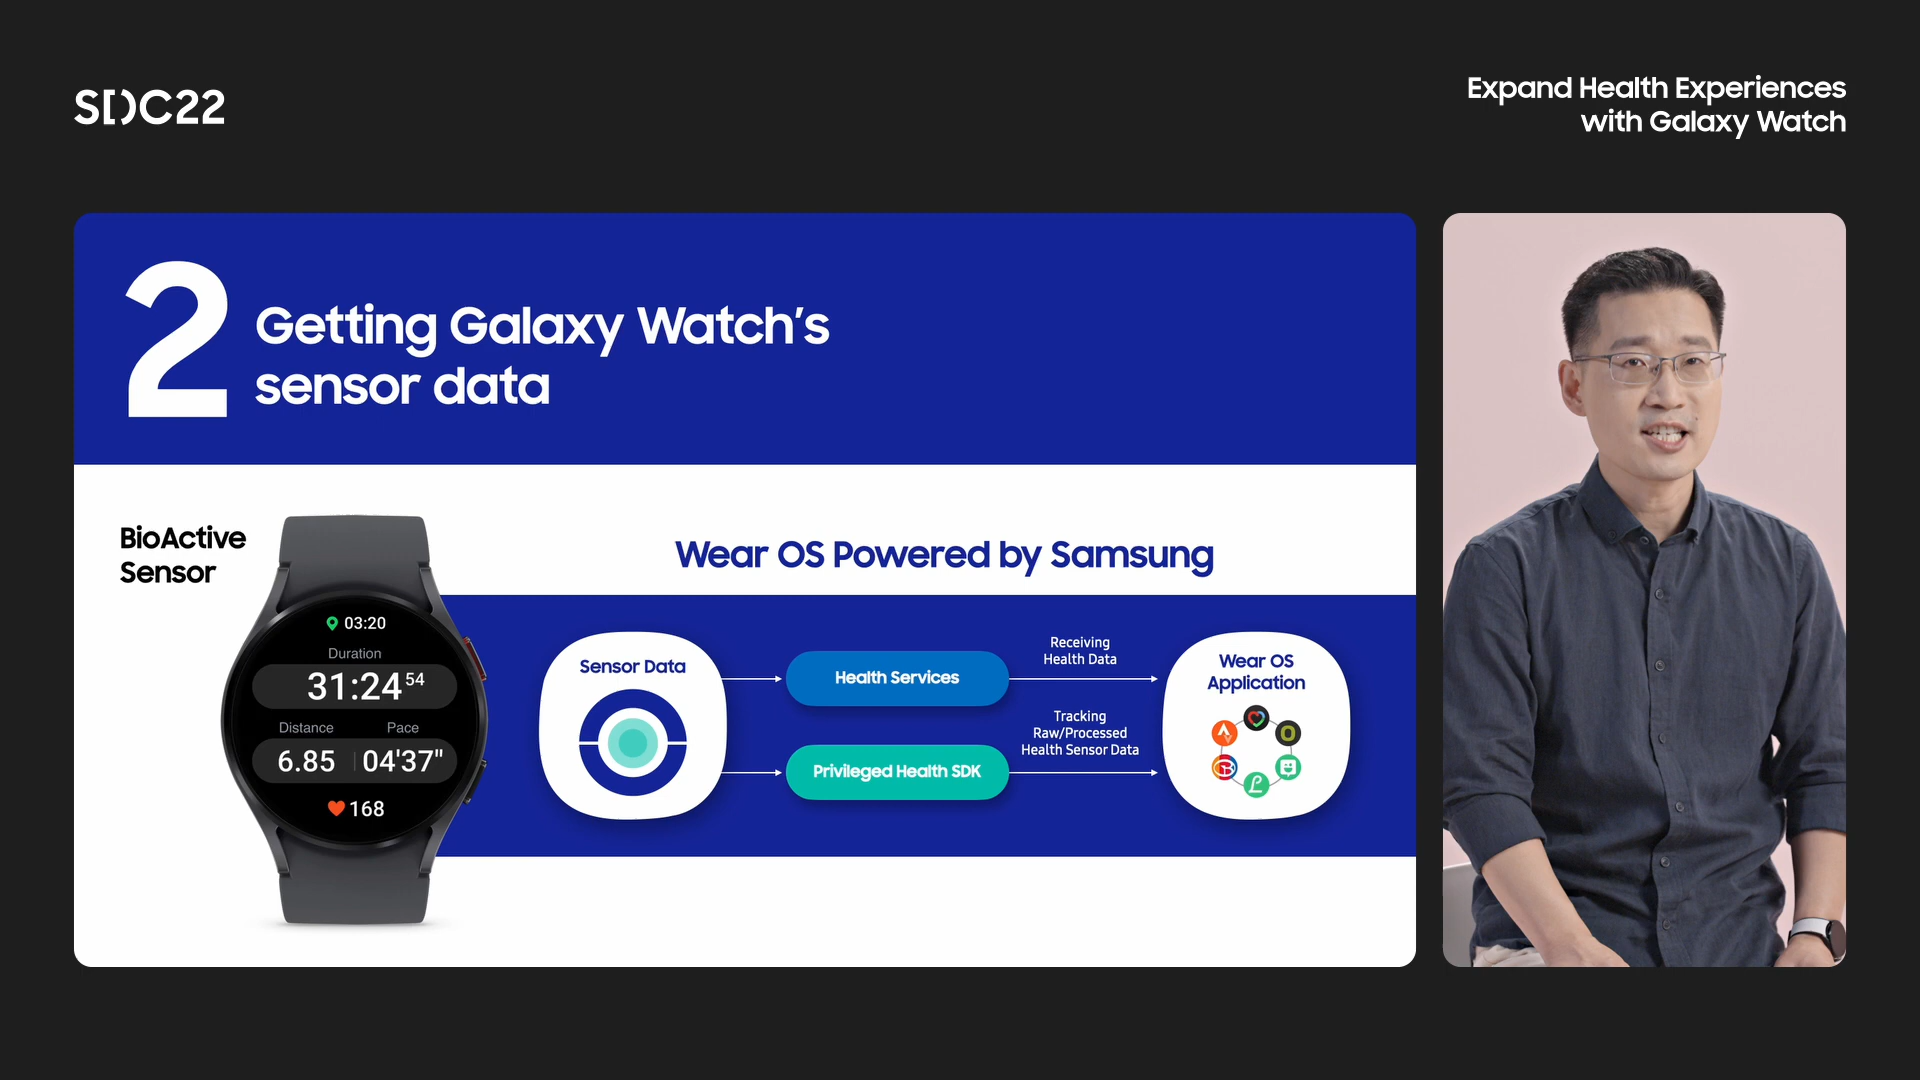 SDC22
Expand Health Experiences
with Galaxy Watch
2
Getting Galaxy Watch's
sensor data
BioActive
Sensor
Wear OS Powered by Samsung
03:20
Duration
31:24 54
Distance
Pace
6.85
04'37"
168
Sensor Data
Health Services
Privileged Health SDK
Receiving
Health Data
Tracking
Raw/Processed
Health Sensor Data
Wear OS
Application